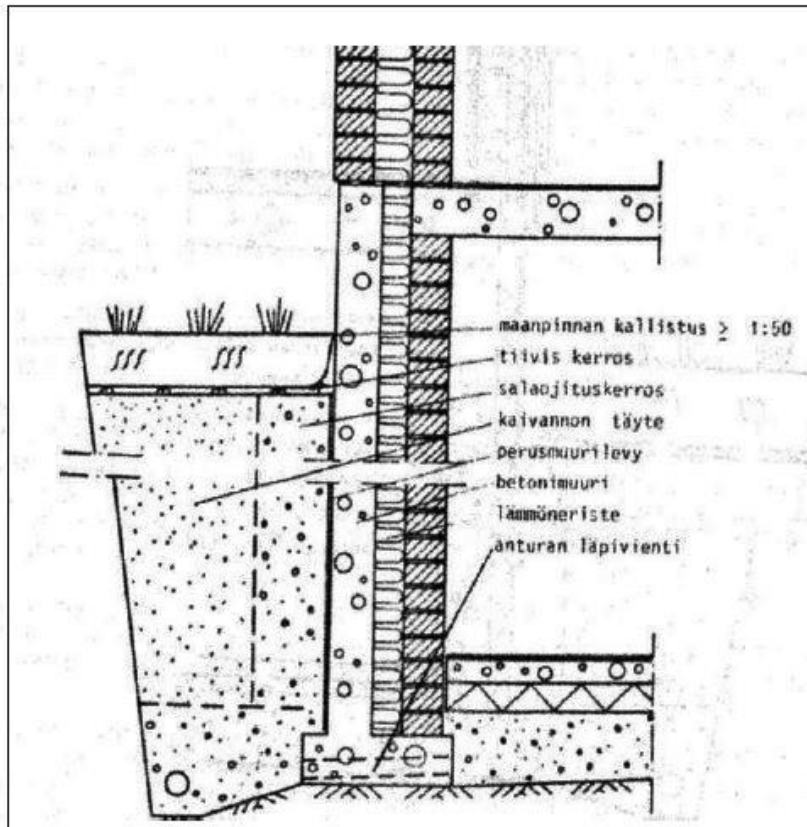 maanpinnan kallistus ≥ 1:50
tiivis kerros
salaojituskerros
kaivannon täyte
perusmuurilevy
betonimuuri
lämmöneriste
anturan läpivienti